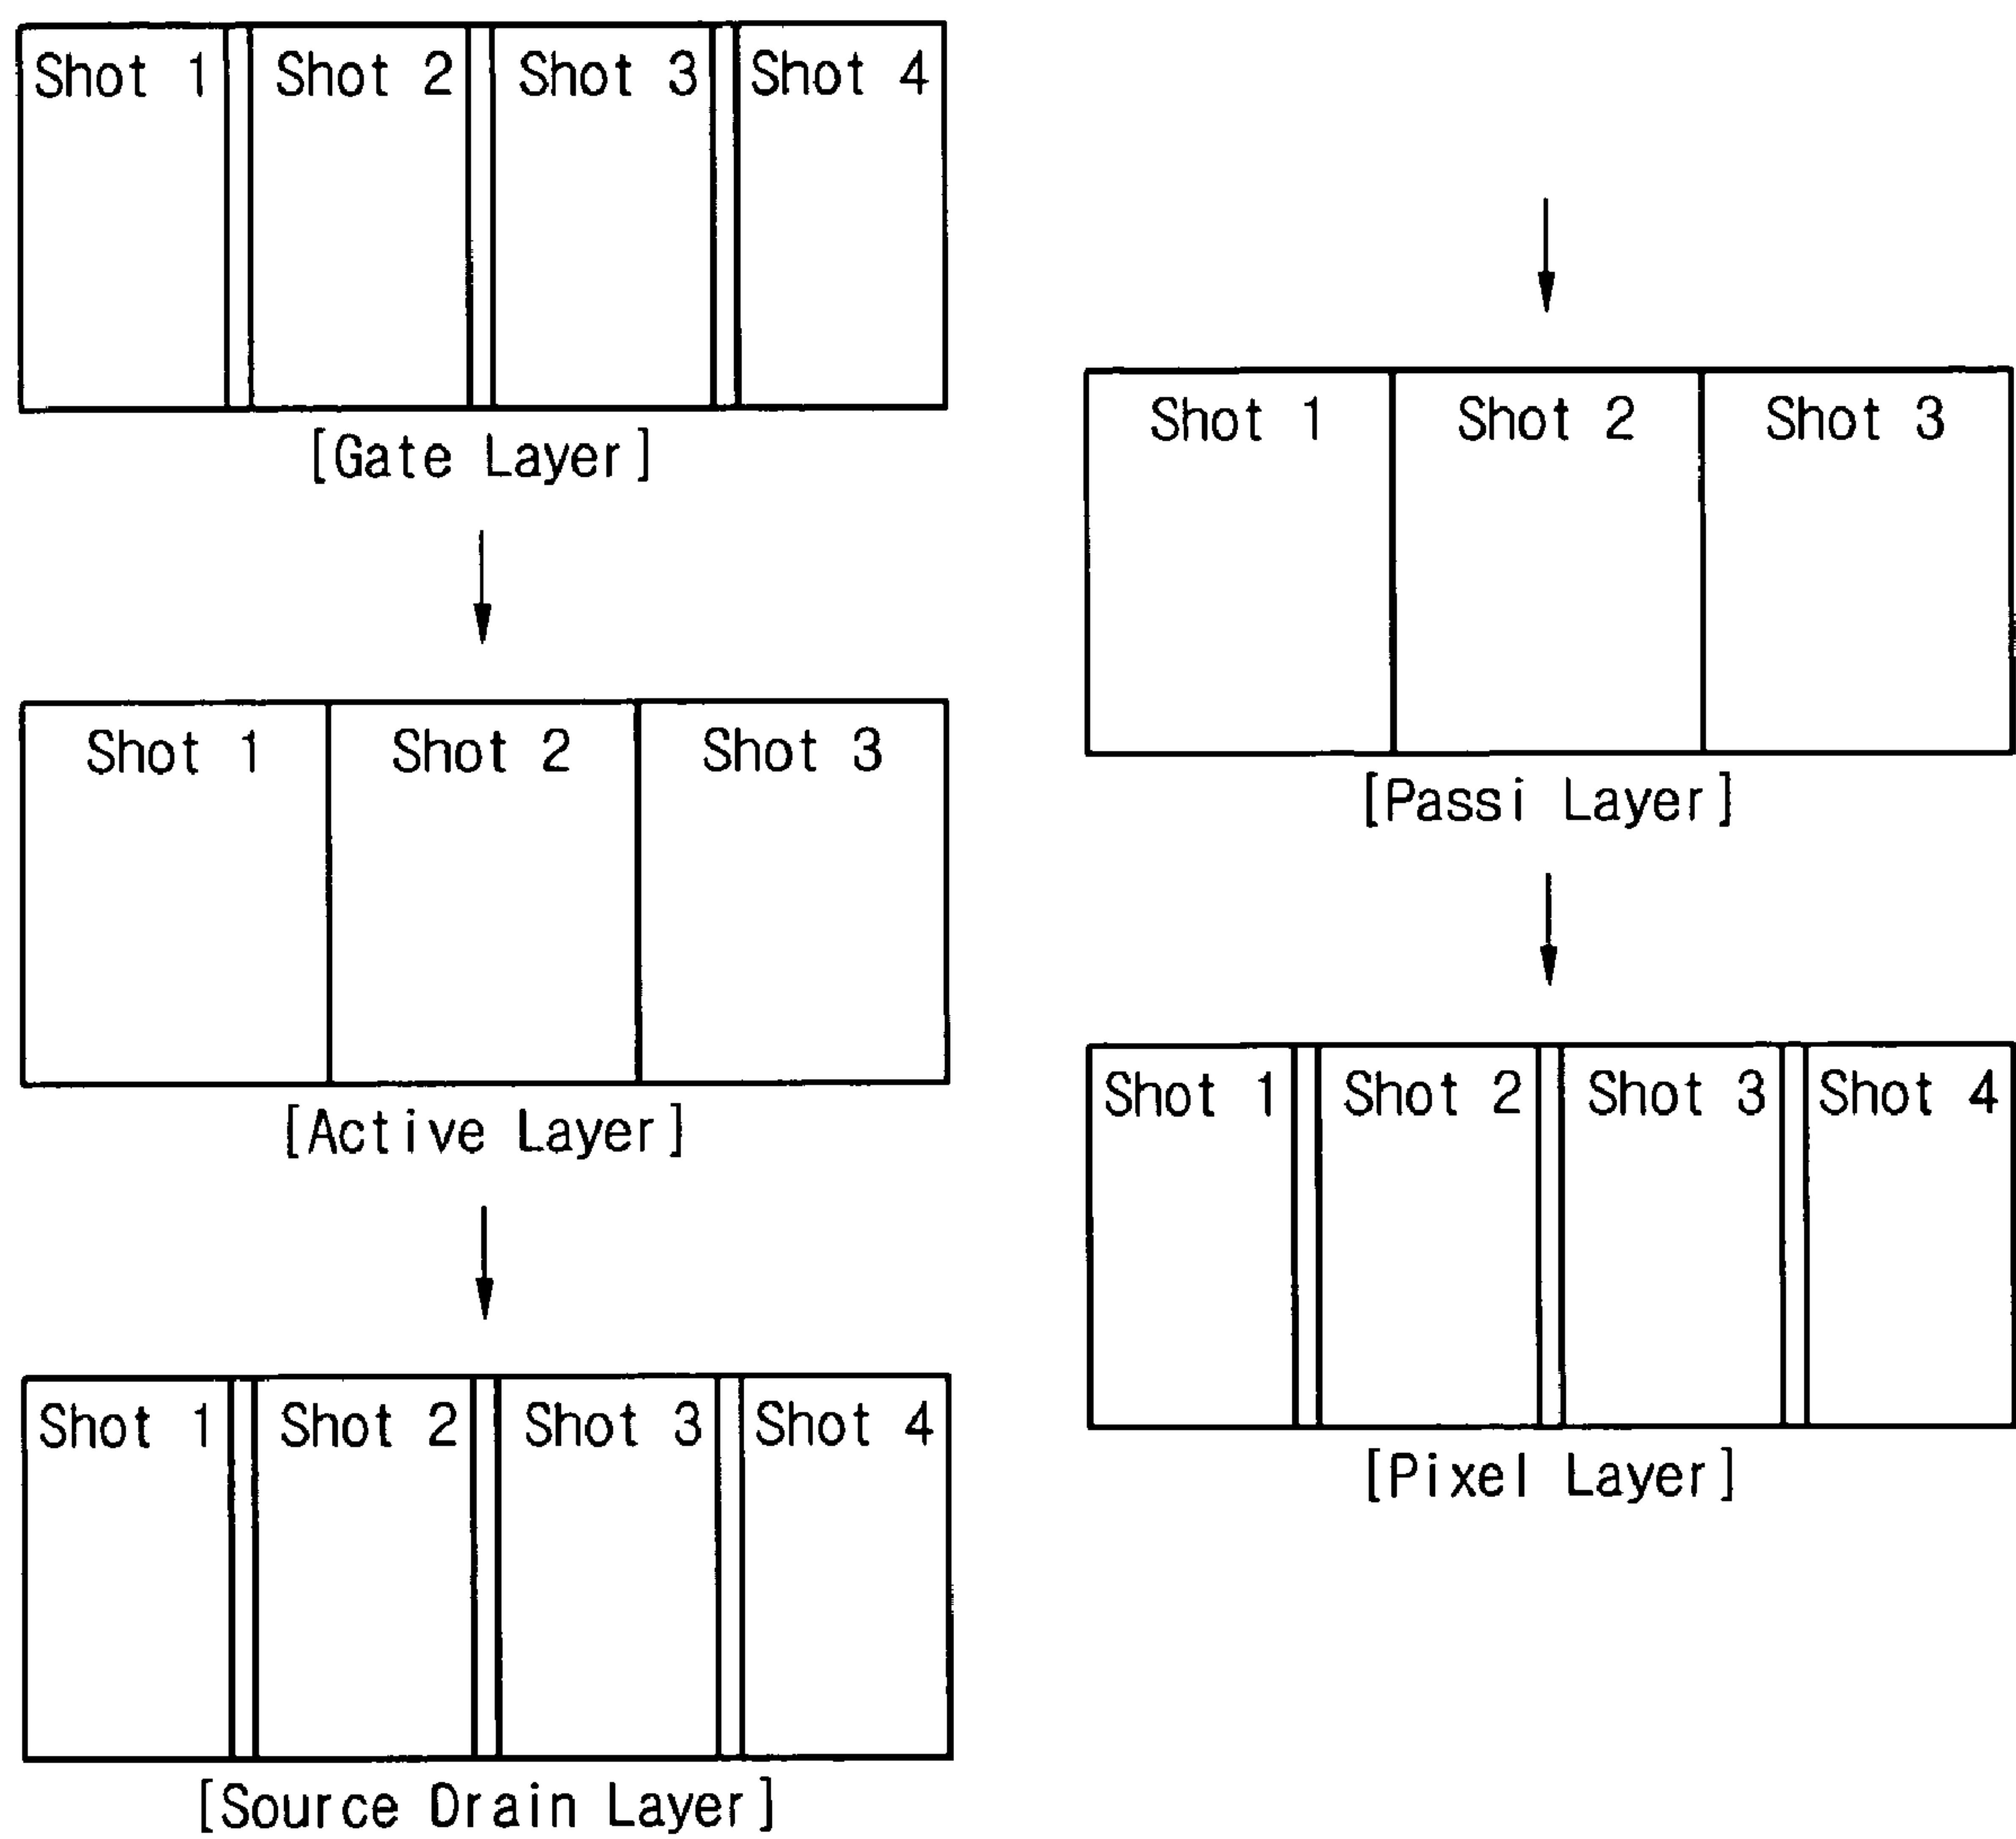 Shot 1 Shot 2 Shot 3 Shot 4
[Gate Layer]
Shot 1 Shot 2 Shot 3
[Active Layer]
Shot 1 Shot 2 Shot 3 Shot 4
[Source Drain Layer]
Shot 1 Shot 2 Shot 3
[Passi Layer]
Shot 1 Shot 2 Shot 3 Shot 4
[Pixel Layer]